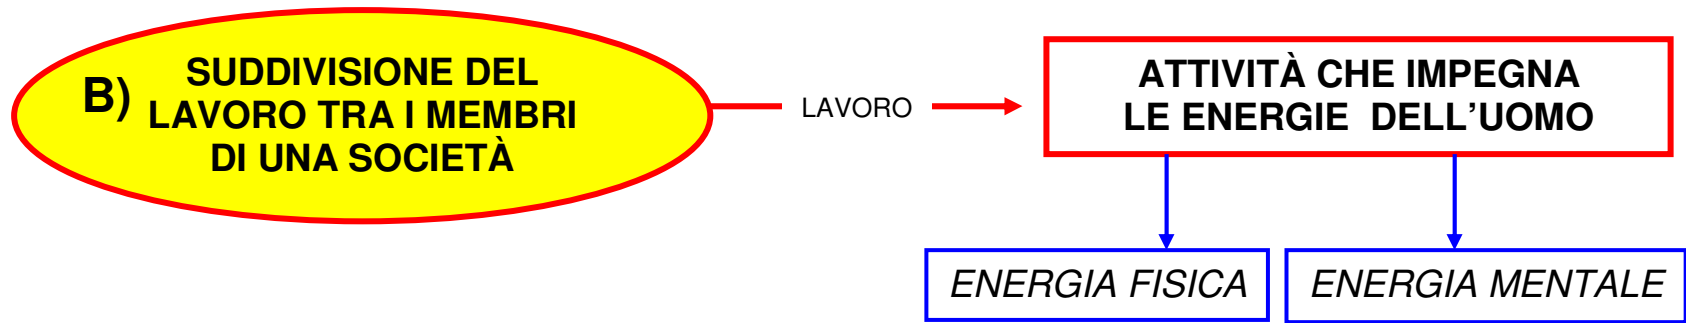 B)
SUDDIVISIONE DEL
LAVORO TRA I MEMBRI
DI UNA SOCIETÀ
LAVORO
ATTIVITÀ CHE IMPEGNA
LE ENERGIE DELL'UOMO
ENERGIA FISICA
ENERGIA MENTALE